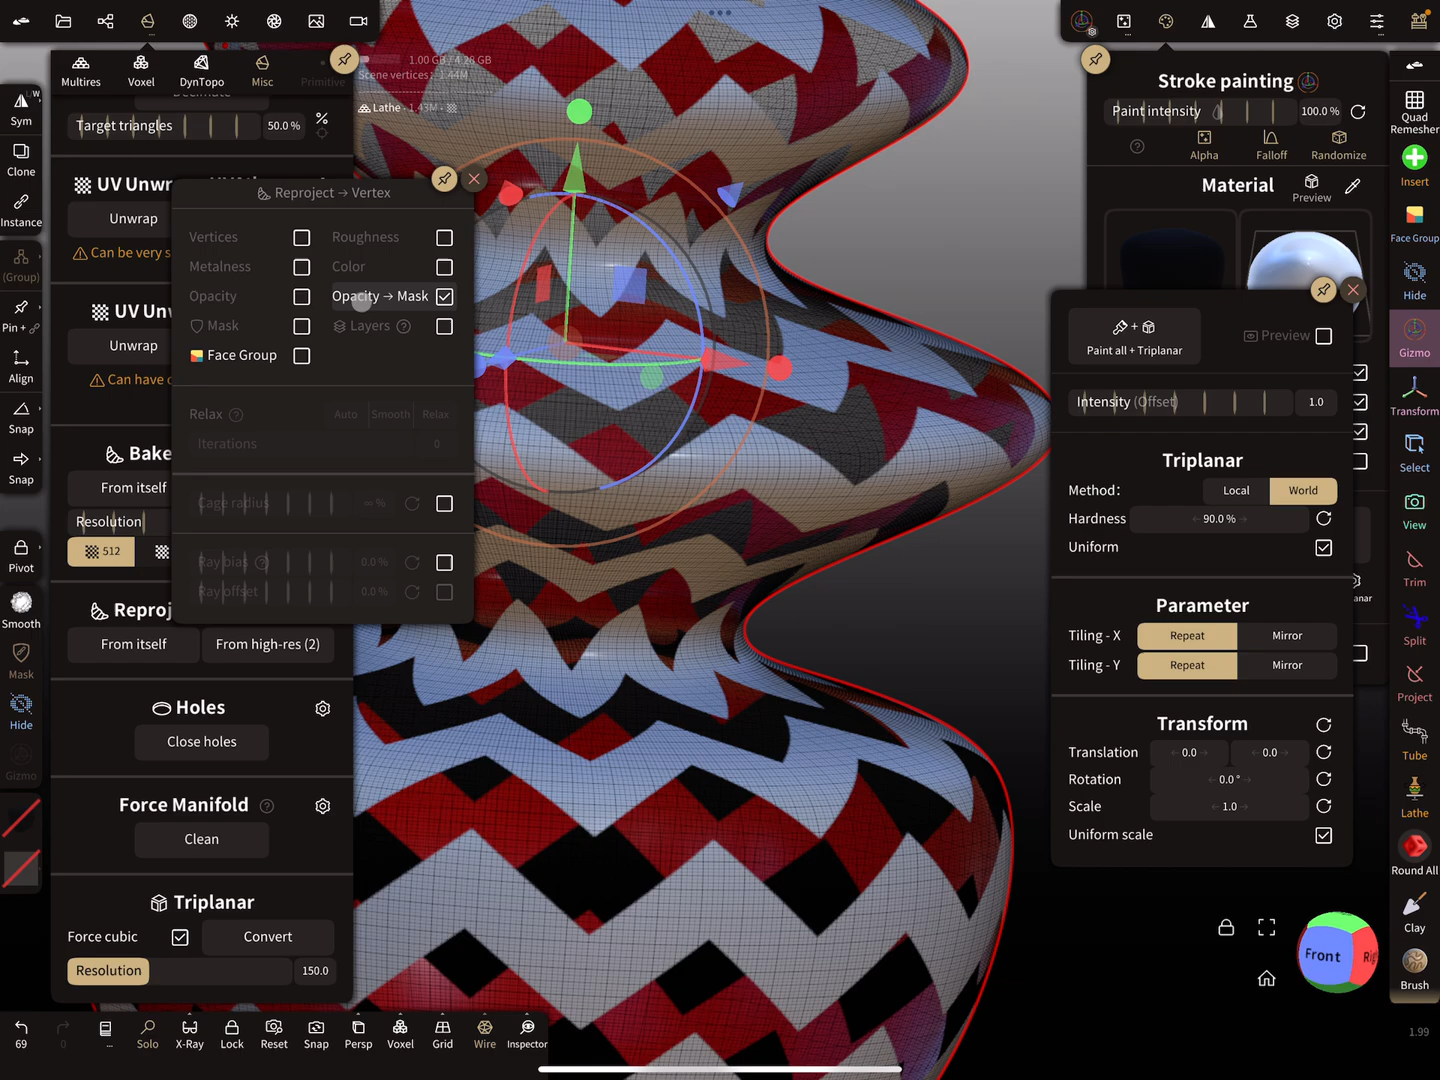 1.00 GB / 4.28 GB
Scene vertices: 1.44M
Lathe · 1.43M ·
Multires
Voxel
DynTopo
Misc
Primitive
Decimate
Target triangles
50.0 %
%
UV Unwr
Unwrap
Can be very s
UV Un
Unwrap
Can have
Bake
From itself
Resolution
512
Reproj
From itself
From high-res (2)
Holes
Close holes
Force Manifold ?
Clean
Triplanar
Force cubic
Convert
Resolution
150.0
Reproject → Vertex
Vertices
Roughness
Metalness
Color
Opacity
Opacity → Mask
Mask
Layers ?
Face Group
Relax ?
Auto
Smooth
Relax
Iterations
0
Cage radius
∞ %
Ray bias ?
0.0 %
Ray offset
0.0 %
Sym
Clone
Instance
(Group)
Pin +
Align
Snap
Snap
Pivot
Smooth
Mask
Hide
Gizmo
69
0
...
Solo
X-Ray
Lock
Reset
Snap
Persp
Voxel
Grid
Wire
Inspector
Stroke painting
Paint intensity
100.0 %
?
Alpha
Falloff
Randomize
Material
Preview
+
Paint all + Triplanar
Preview
Intensity (Offset)
1.0
Triplanar
Method:
Local
World
Hardness
90.0 %
Uniform
Parameter
Tiling - X
Repeat
Mirror
Tiling - Y
Repeat
Mirror
Transform
Translation
0.0
0.0
Rotation
0.0 °
Scale
1.0
Uniform scale
anar
Quad
Remesher
Insert
Face Group
Hide
Gizmo
Transform
Select
View
Trim
Split
Project
Tube
Lathe
Round All
Clay
Brush
Front
Rig
1.99